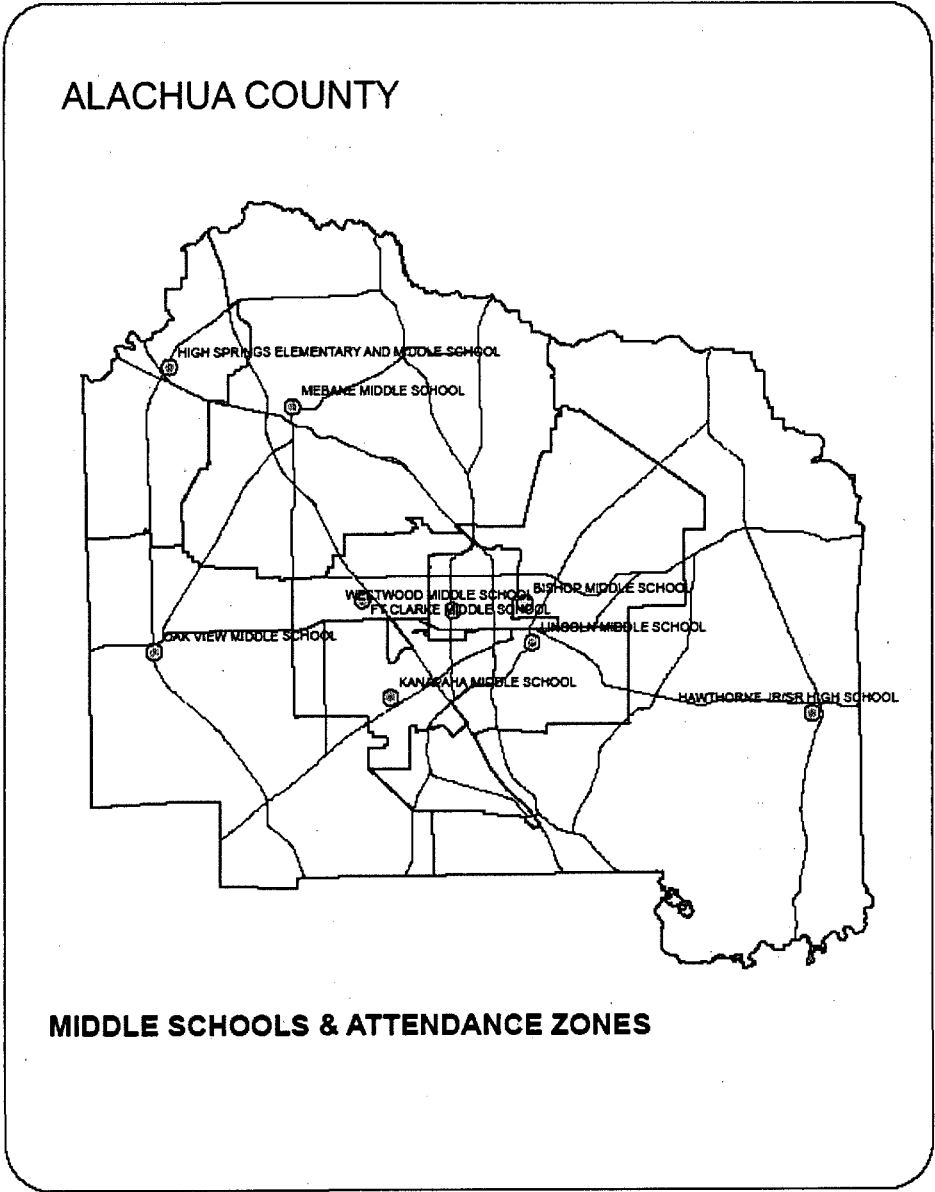 ALACHUA COUNTY
HIGH SPRINGS ELEMENTARY AND MIDDLE SCHOOL
MEBANE MIDDLE SCHOOL
BISHOP MIDDLE SCHOOL
WESTWOOD MIDDLE SCHOOL
FT CLARKE MIDDLE SCHOOL
LINCOLN MIDDLE SCHOOL
OAK VIEW MIDDLE SCHOOL
KANAPAHA MIDDLE SCHOOL
HAWTHORNE JR/SR HIGH SCHOOL
MIDDLE SCHOOLS & ATTENDANCE ZONES